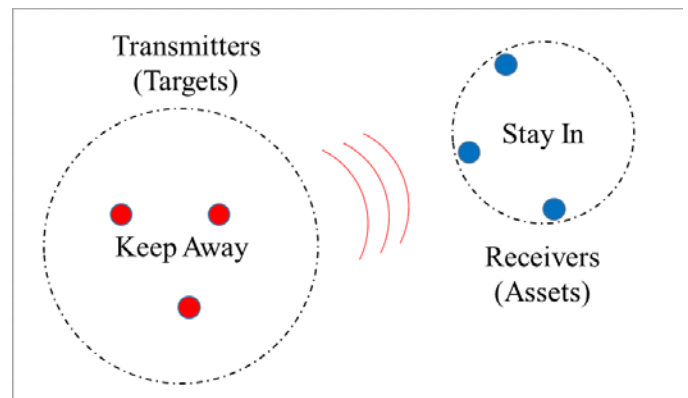 Transmitters
(Targets)
Keep Away
Stay In
Receivers
(Assets)